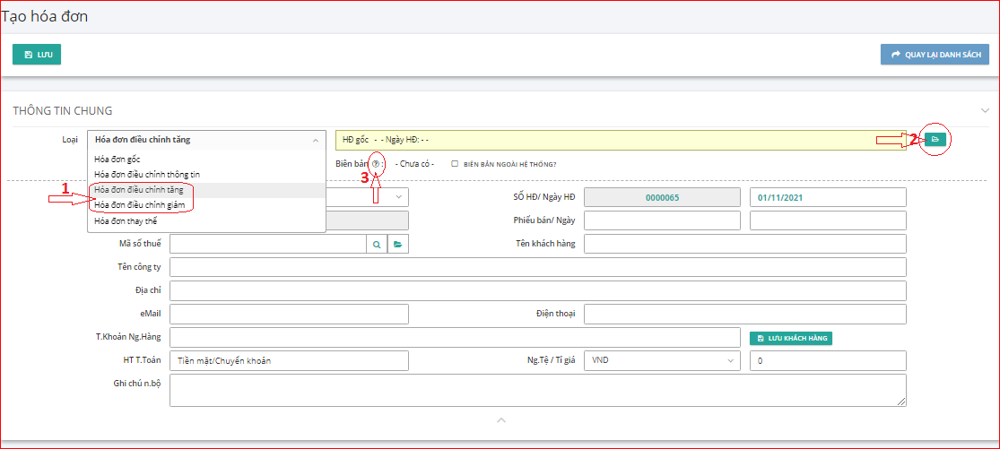 Tạo hóa đơn
LƯU
QUAY LẠI DANH SÁCH
THÔNG TIN CHUNG
Loại Hóa đơn điều chỉnh tăng HĐ gốc - - Ngày HĐ: - - 2
Hóa đơn gốc
Biên bản ? : - Chưa có - BIÊN BẢN NGOÀI HỆ THỐNG?
Hóa đơn điều chỉnh thông tin
3
1 Hóa đơn điều chỉnh tăng
Hóa đơn điều chỉnh giảm
Hóa đơn thay thế
SỐ HĐ/ Ngày HĐ 0000065 01/11/2021
Phiếu bán/ Ngày
Mã số thuế Tên khách hàng
Tên công ty
Địa chỉ
eMail Điện thoại
T.Khoản Ng.Hàng LƯU KHÁCH HÀNG
HT T.Toán Tiền mặt/Chuyển khoản Ng.Tệ / Tỉ giá VND 0
Ghi chú n.bộ